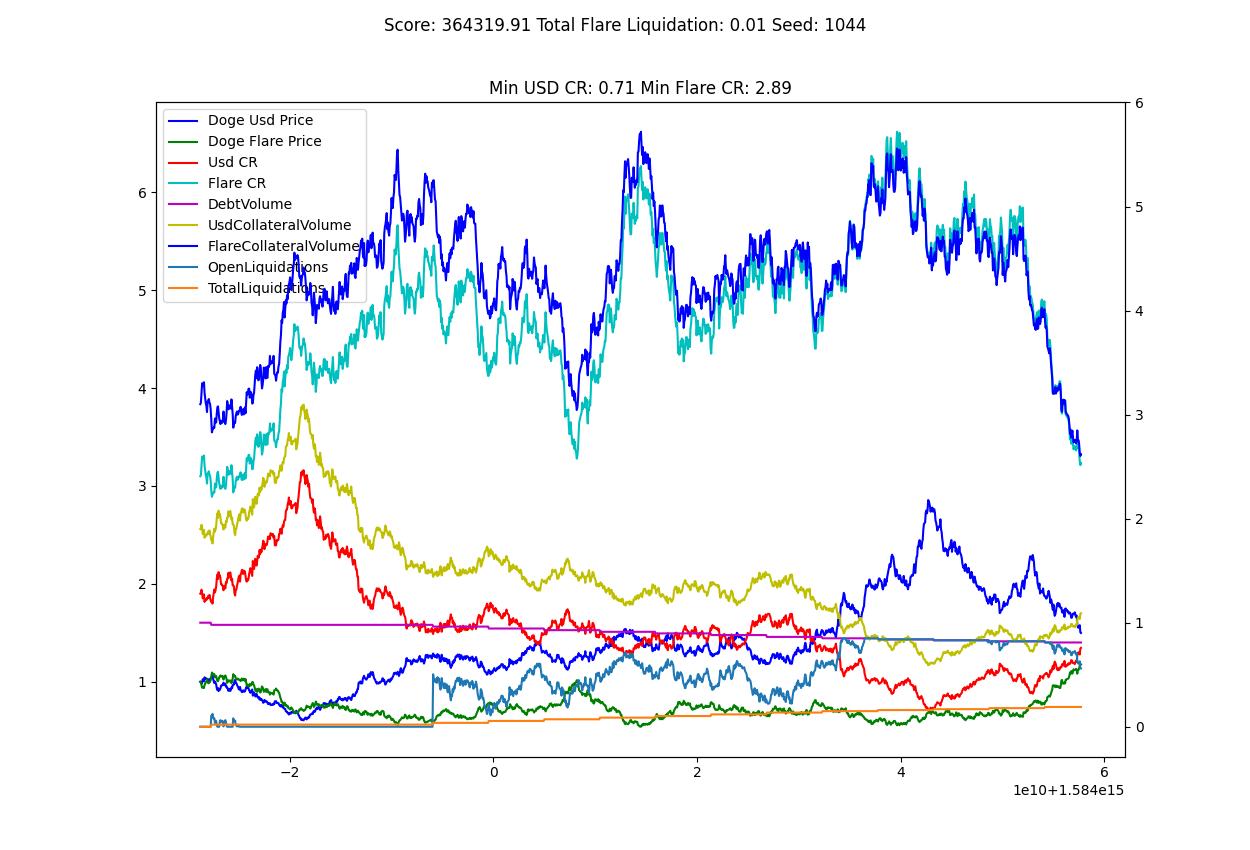 Score: 364319.91 Total Flare Liquidation: 0.01 Seed: 1044
Min USD CR: 0.71 Min Flare CR: 2.89
Doge Usd Price
Doge Flare Price
Usd CR
Flare CR
DebtVolume
UsdCollateralVolume
FlareCollateralVolume
OpenLiquidations
TotalLiquidations
6
5
4
3
2
1
6
5
4
3
2
1
0
−2
0
2
4
6
1e10+1.584e15